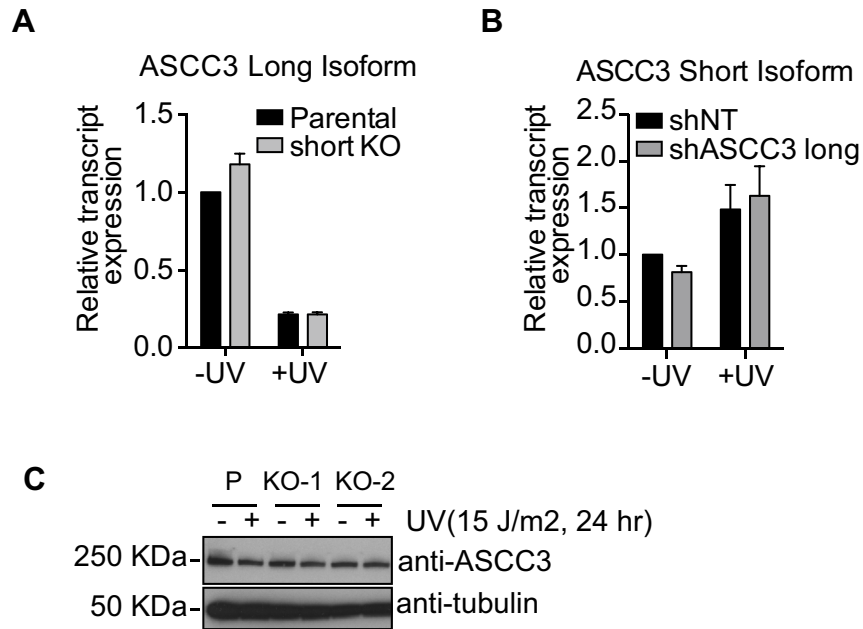 A
ASCC3 Long Isoform
Relative transcript
expression
1.5
1.0
0.5
0.0
Parental
short KO
-UV
+UV
B
ASCC3 Short Isoform
Relative transcript
expression
2.5
2.0
1.5
1.0
0.5
0.0
shNT
shASCC3 long
-UV
+UV
C
P KO-1 KO-2
- + - + - + UV(15 J/m2, 24 hr)
250 KDa- anti-ASCC3
50 KDa- anti-tubulin